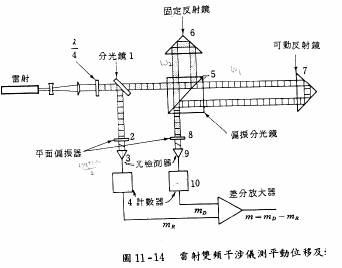 固定反射鏡
6
λ/4
分光鏡 1
可動反射鏡
7
雷射
5
W₂
W₁
偏振分光鏡
2
8
平面偏振器
3
9
光檢測器
4 計數器
10
差分放大器
m_D
m_R
m=m_D-m_R
圖 11-14 雷射雙頻干涉儀測平動位移及